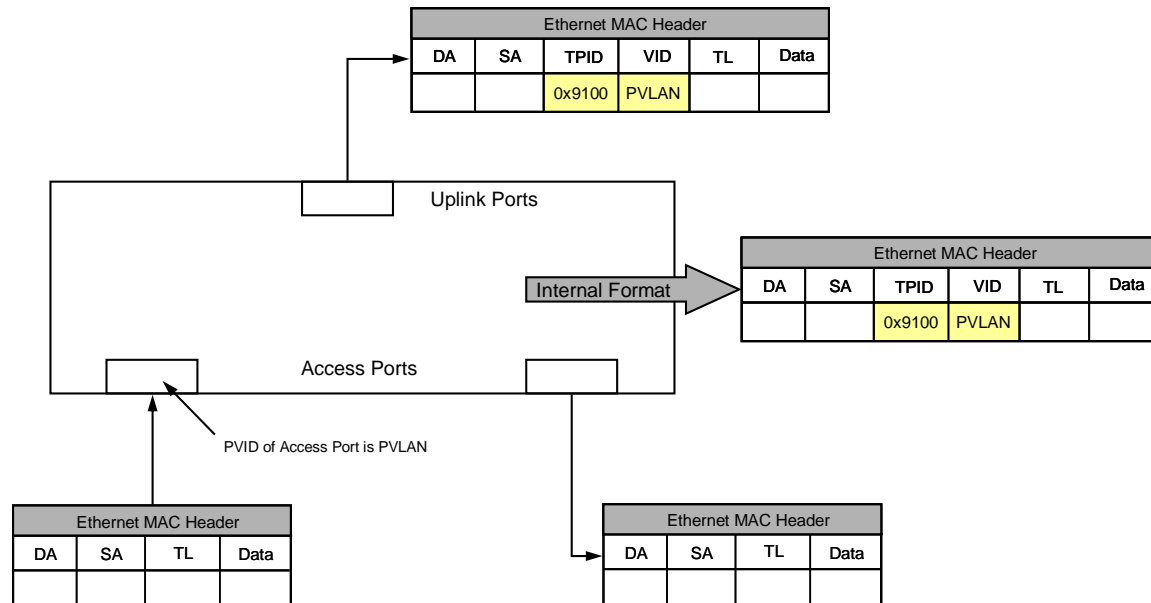 Ethernet MAC Header
DA SA TPID VID TL Data
0x9100 PVLAN
Uplink Ports
Internal Format
Ethernet MAC Header
DA SA TPID VID TL Data
0x9100 PVLAN
Access Ports
PVID of Access Port is PVLAN
Ethernet MAC Header
DA SA TL Data
Ethernet MAC Header
DA SA TL Data